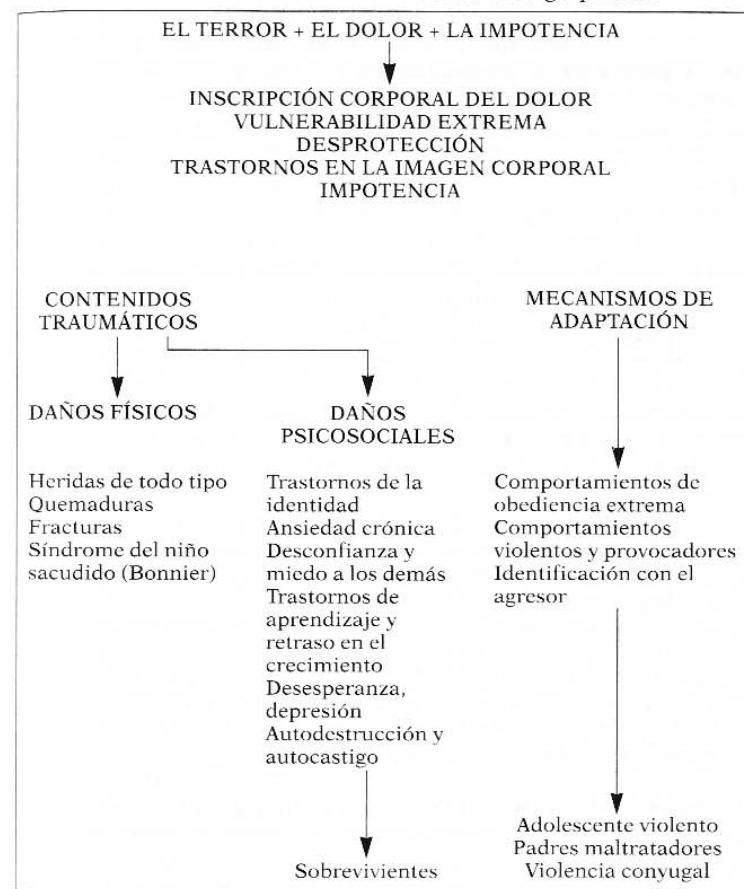 EL TERROR + EL DOLOR + LA IMPOTENCIA
INSCRIPCIÓN CORPORAL DEL DOLOR
VULNERABILIDAD EXTREMA
DESPROTECCIÓN
TRASTORNOS EN LA IMAGEN CORPORAL
IMPOTENCIA
CONTENIDOS
TRAUMÁTICOS
MECANISMOS DE
ADAPTACIÓN
DAÑOS FÍSICOS
DAÑOS
PSICOSOCIALES
Heridas de todo tipo
Quemaduras
Fracturas
Síndrome del niño
sacudido (Bonnier)
Trastornos de la
identidad
Ansiedad crónica
Desconfianza y
miedo a los demás
Trastornos de
aprendizaje y
retraso en el
crecimiento
Desesperanza,
depresión
Autodestrucción y
autocastigo
Comportamientos de
obediencia extrema
Comportamientos
violentos y provocadores
Identificación con el
agresor
Sobrevivientes
Adolescente violento
Padres maltratadores
Violencia conyugal